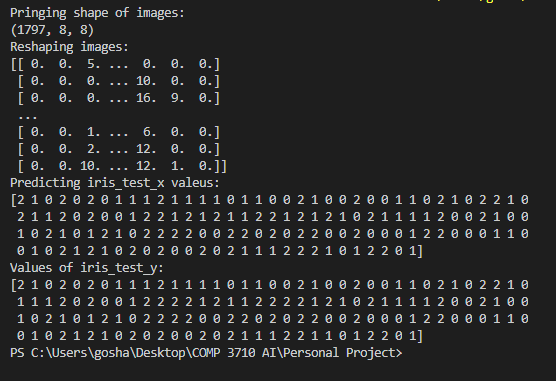 Pringing shape of images:
(1797, 8, 8)
Reshaping images:
[[ 0. 0. 5. ... 0. 0. 0.]
[ 0. 0. 0. ... 10. 0. 0.]
[ 0. 0. 0. ... 16. 9. 0.]
...
[ 0. 0. 1. ... 6. 0. 0.]
[ 0. 0. 2. ... 12. 0. 0.]
[ 0. 0. 10. ... 12. 1. 0.]]
Predicting iris_test_x valeus:
[2 1 0 2 0 2 0 1 1 1 2 1 1 1 1 0 1 1 0 0 2 1 0 0 2 0 0 1 1 0 2 1 0 2 2 1 0
2 1 1 2 0 2 0 0 1 2 2 1 2 1 2 1 1 2 2 1 2 1 2 1 0 2 1 1 1 1 2 0 0 2 1 0 0
1 0 2 1 0 1 2 1 0 2 2 2 2 0 0 2 2 0 2 0 2 2 0 0 2 0 0 0 1 2 2 0 0 0 1 1 0
0 1 0 2 1 2 1 0 2 0 2 0 0 2 0 2 1 1 1 2 2 2 1 0 1 2 2 0 1]
Values of iris_test_y:
[2 1 0 2 0 2 0 1 1 1 2 1 1 1 1 0 1 1 0 0 2 1 0 0 2 0 0 1 1 0 2 1 0 2 2 1 0
1 1 1 2 0 2 0 0 1 2 2 2 2 1 2 1 1 2 2 2 2 1 2 1 0 2 1 1 1 1 2 0 0 2 1 0 0
1 0 2 1 0 1 2 1 0 2 2 2 2 0 0 2 2 0 2 0 2 2 0 0 2 0 0 0 1 2 2 0 0 0 1 1 0
0 1 0 2 1 2 1 0 2 0 2 0 0 2 0 2 1 1 1 2 2 1 1 0 1 2 2 0 1]
PS C:\Users\gosha\Desktop\COMP 3710 AI\Personal Project>